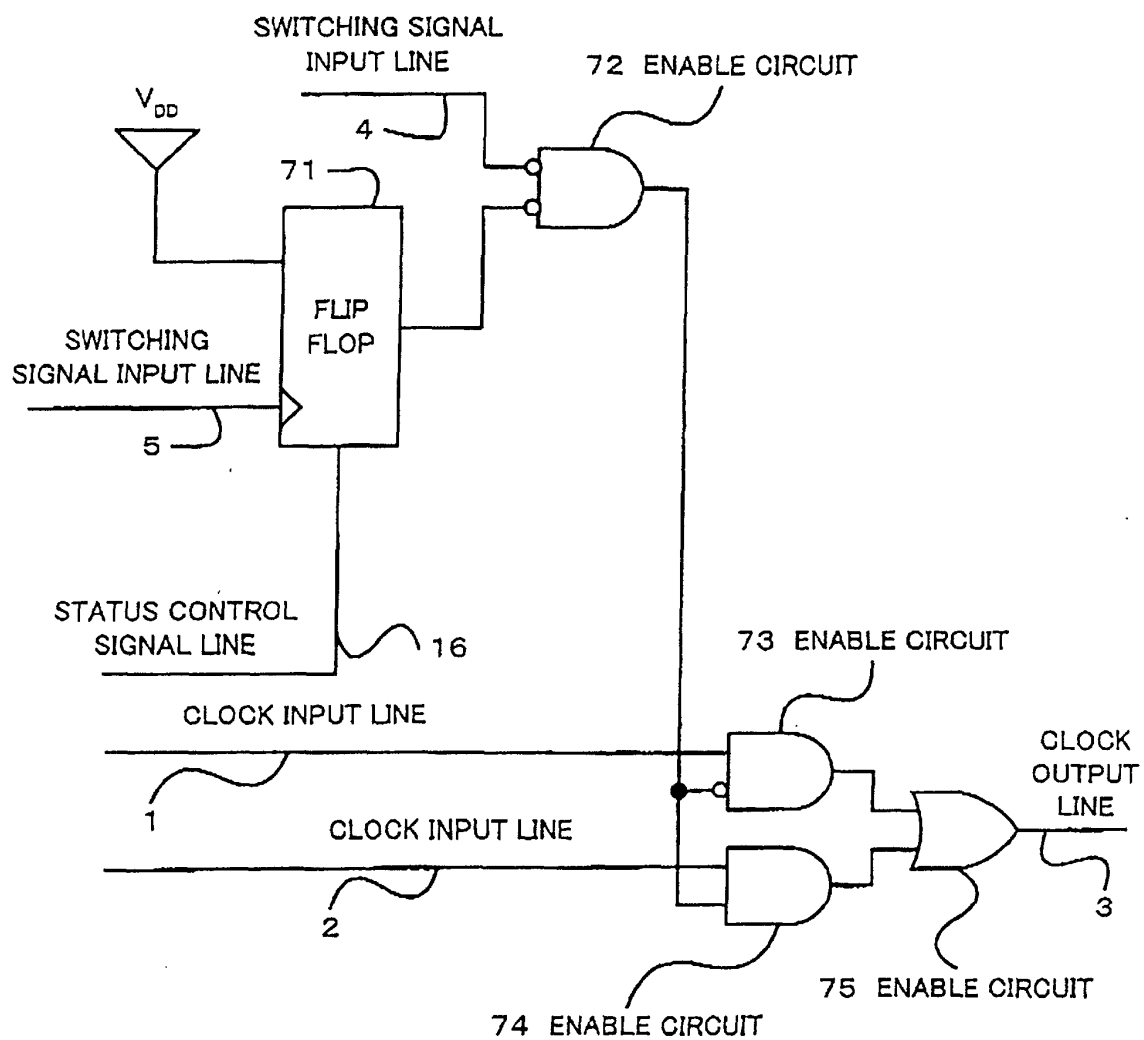 SWITCHING SIGNAL
INPUT LINE
72 ENABLE CIRCUIT
VDD
4
71
FLIP
FLOP
SWITCHING
SIGNAL INPUT LINE
5
STATUS CONTROL
SIGNAL LINE
16
73 ENABLE CIRCUIT
CLOCK INPUT LINE
CLOCK
OUTPUT
LINE
1
CLOCK INPUT LINE
2
3
75 ENABLE CIRCUIT
74 ENABLE CIRCUIT